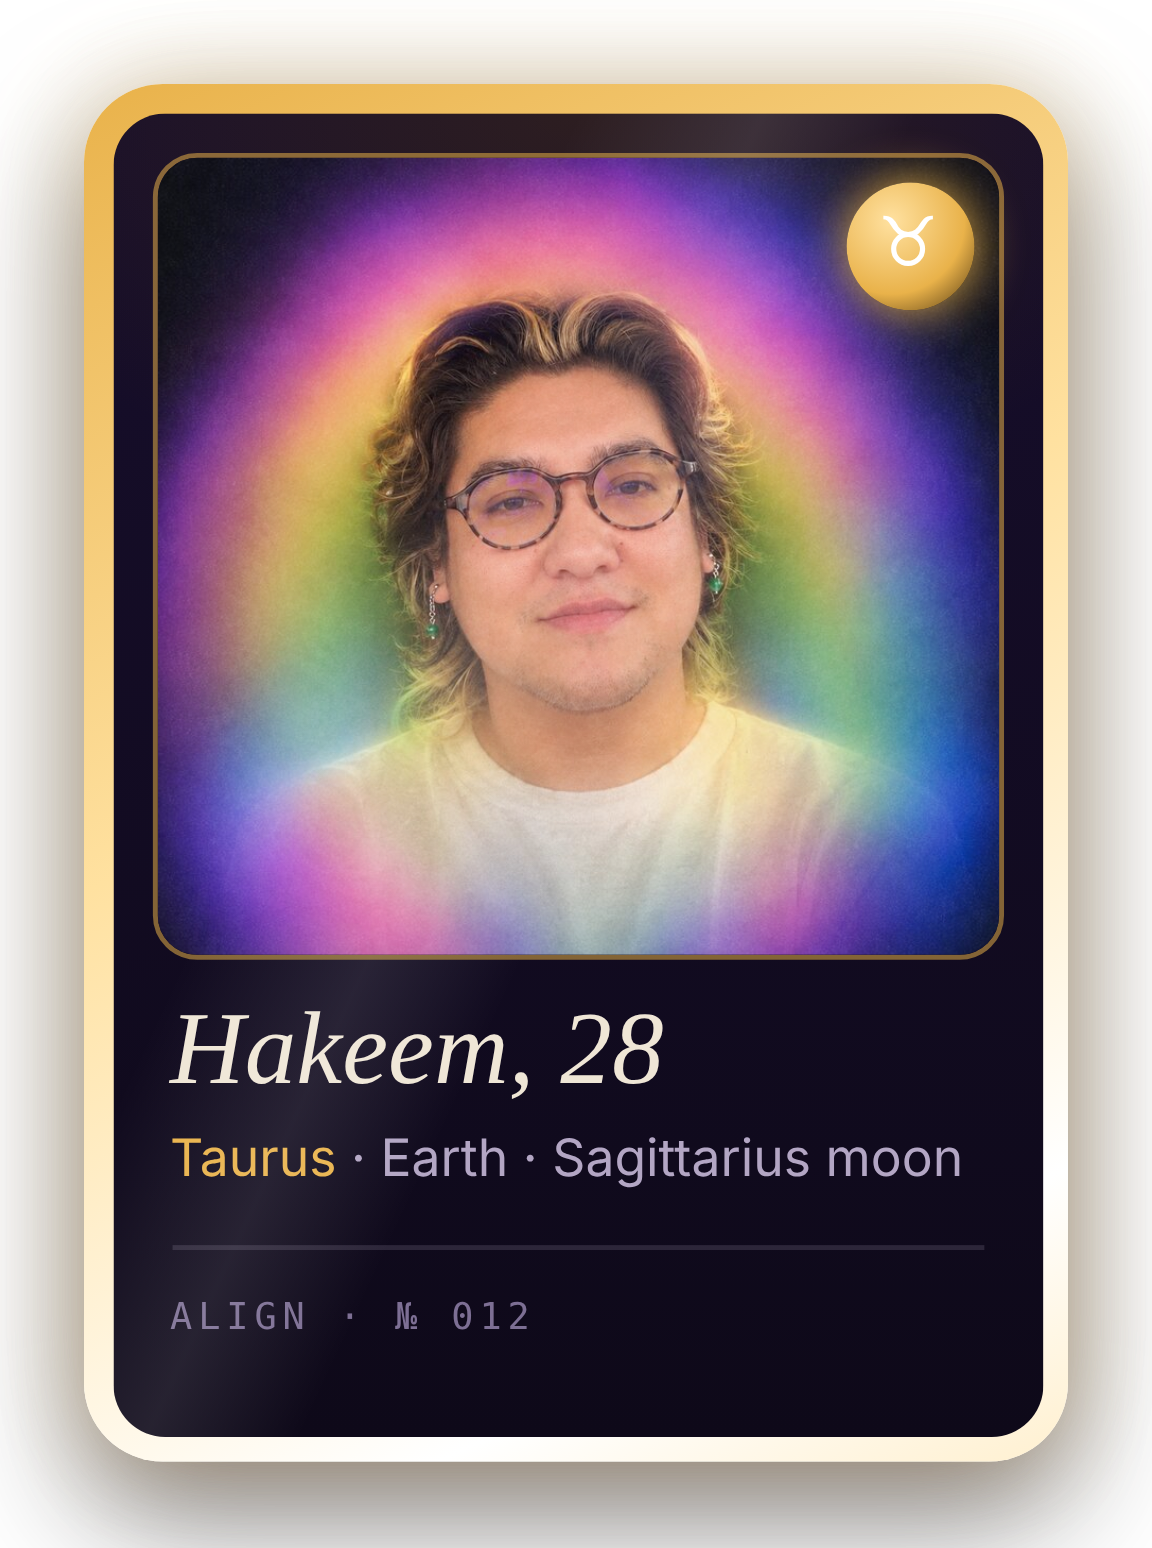 ♉
Hakeem, 28
Taurus · Earth · Sagittarius moon
ALIGN · № 012